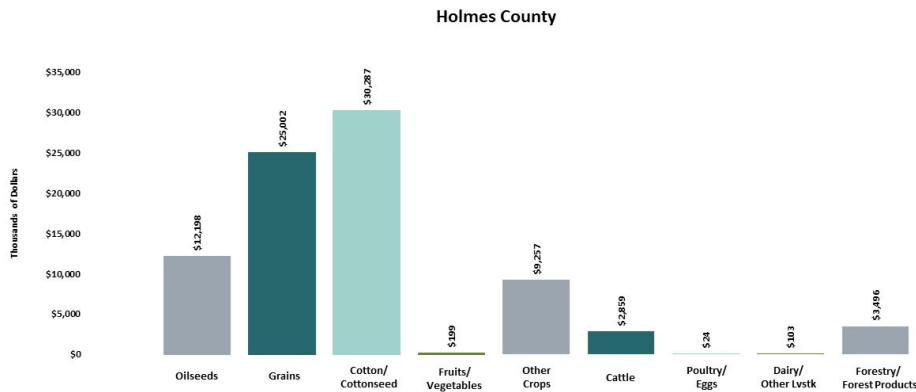 Holmes County
Thousands of Dollars
$35,000
$30,000
$25,000
$20,000
$15,000
$10,000
$5,000
$0
$12,198
$25,002
$30,287
$199
$9,257
$2,859
$24
$103
$3,496
Oilseeds
Grains
Cotton/
Cottonseed
Fruits/
Vegetables
Other
Crops
Cattle
Poultry/
Eggs
Dairy/
Other Lvstk
Forestry/
Forest Products